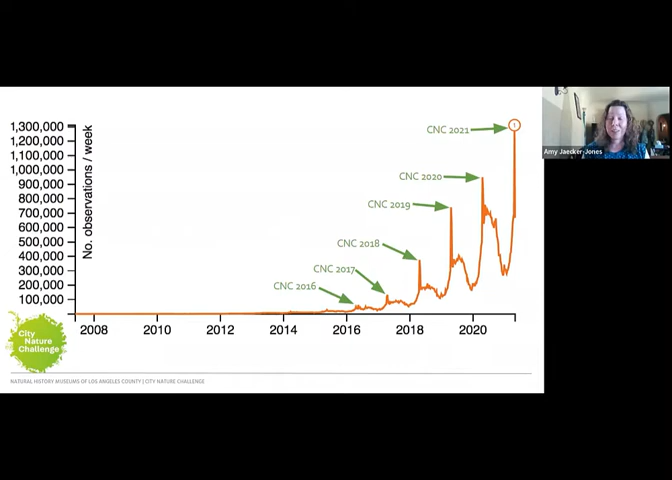 1,300,000
1,200,000
1,100,000
1,000,000
900,000
800,000
700,000
600,000
500,000
400,000
300,000
200,000
100,000
No. observations / week
CNC 2021
CNC 2020
CNC 2019
CNC 2018
CNC 2017
CNC 2016
2008 2010 2012 2014 2016 2018 2020
City
Nature
Challenge
NATURAL HISTORY MUSEUMS OF LOS ANGELES COUNTY | CITY NATURE CHALLENGE
Amy Jaecker-Jones